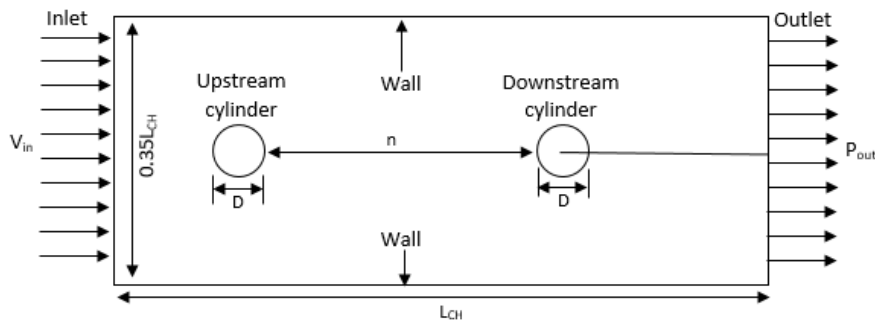 Inlet
Outlet
Wall
Upstream
cylinder
Downstream
cylinder
V_in
0.35L_CH
n
P_out
D
D
Wall
L_CH